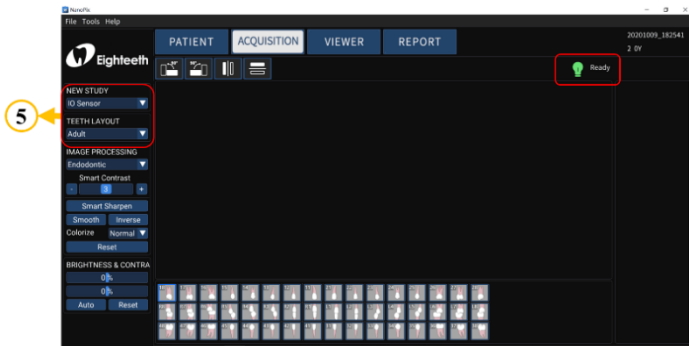 NanoPix
File Tools Help
PATIENT ACQUISITION VIEWER REPORT
20201009_182541
2 0Y
Eighteeth
Ready
5
NEW STUDY
IO Sensor
TEETH LAYOUT
Adult
IMAGE PROCESSING
Endodontic
Smart Contrast
- 3 +
Smart Sharpen
Smooth Inverse
Colorize Normal
Reset
BRIGHTNESS & CONTRA
0%
0%
Auto Reset